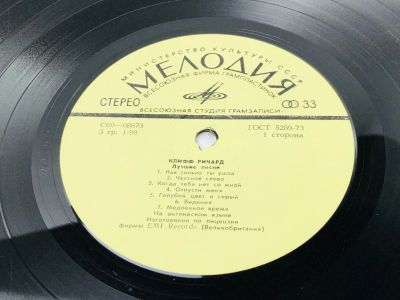 МИНИСТЕРСТВО КУЛЬТУРЫ СССР
МЕЛОДИЯ
ВСЕСОЮЗНАЯ ФИРМА ГРАМПЛАСТИНОК
СТЕРЕО
33
ВСЕСОЮЗНАЯ СТУДИЯ ГРАМЗАПИСИ
С60—08873
ГОСТ 5289-73
3 гр. 1-90
1 сторона
КЛИФФ РИЧАРД
Лучшие песни
1. Как только ты ушла
2. Честное слово
3. Когда тебя нет со мной
4. Опусти меня
5. Голубой цвет и серый
6. Видения
7. Медленное время
На английском языке
Изготовлено по лицензии
фирмы EMI Records (Великобритания)